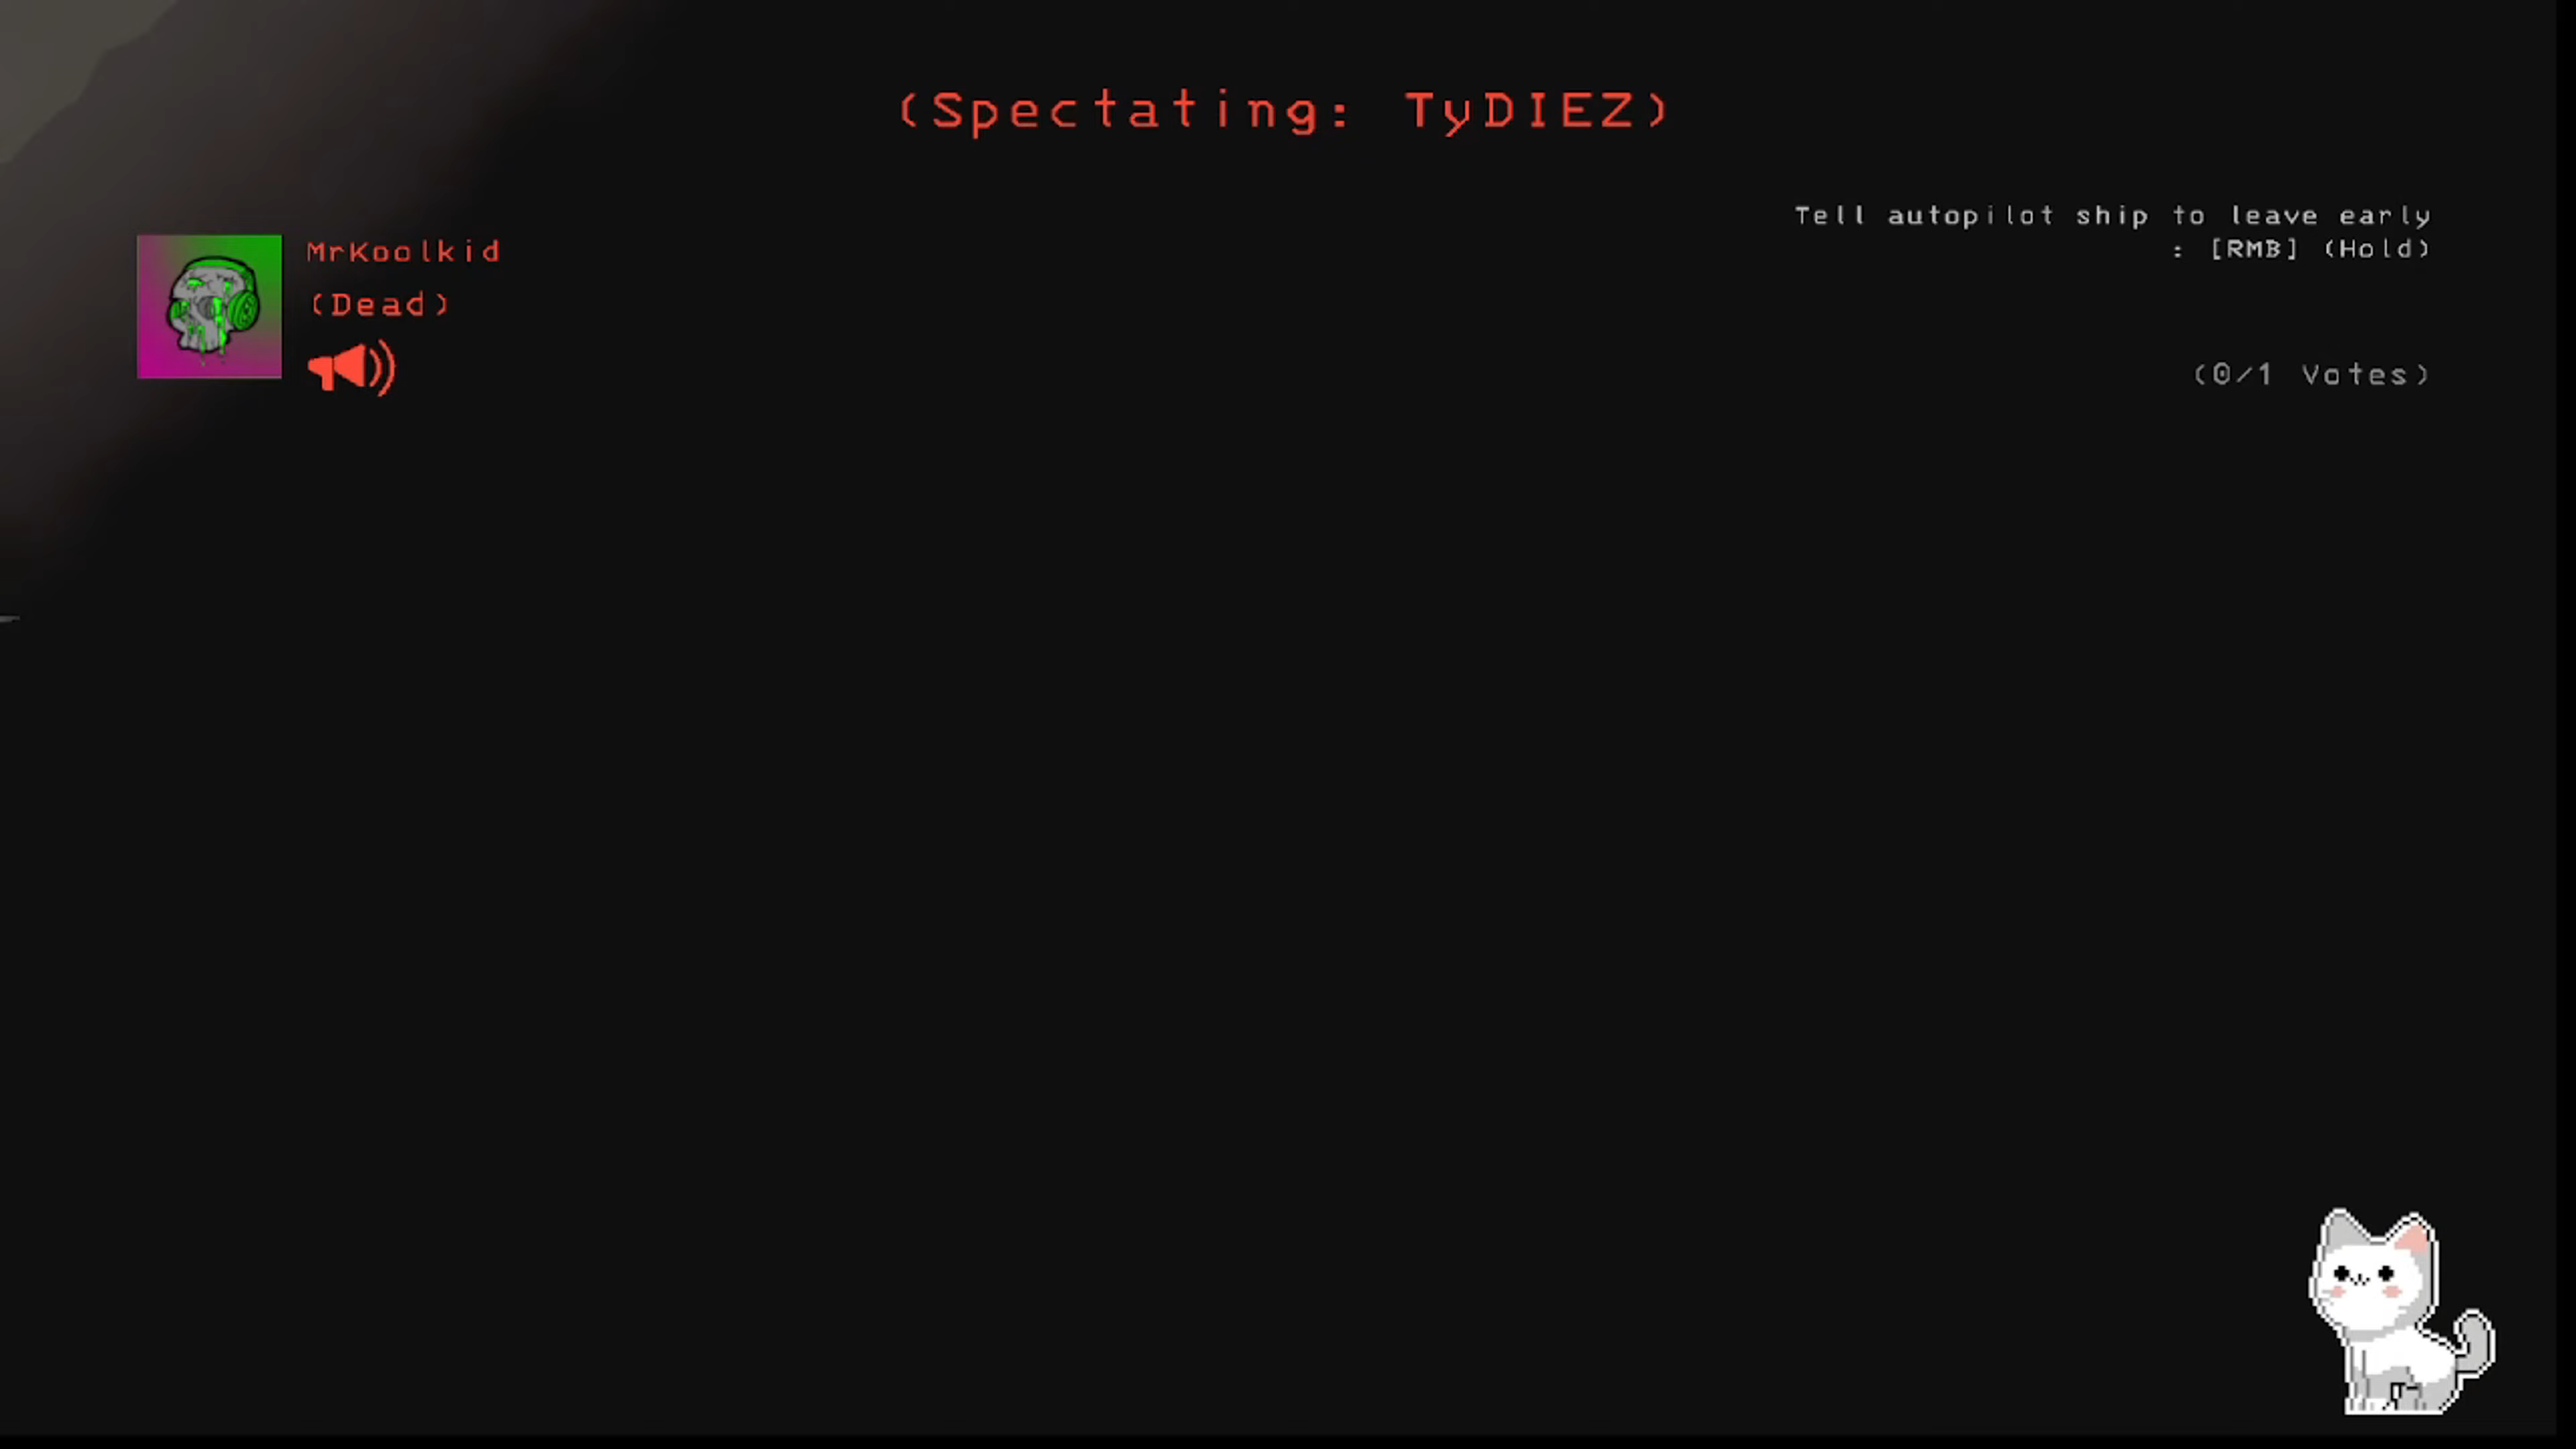 (Spectating: TyDIEZ)
MrKoolkid
(Dead)
Tell autopilot ship to leave early
: [RMB] (Hold)
(0/1 Votes)